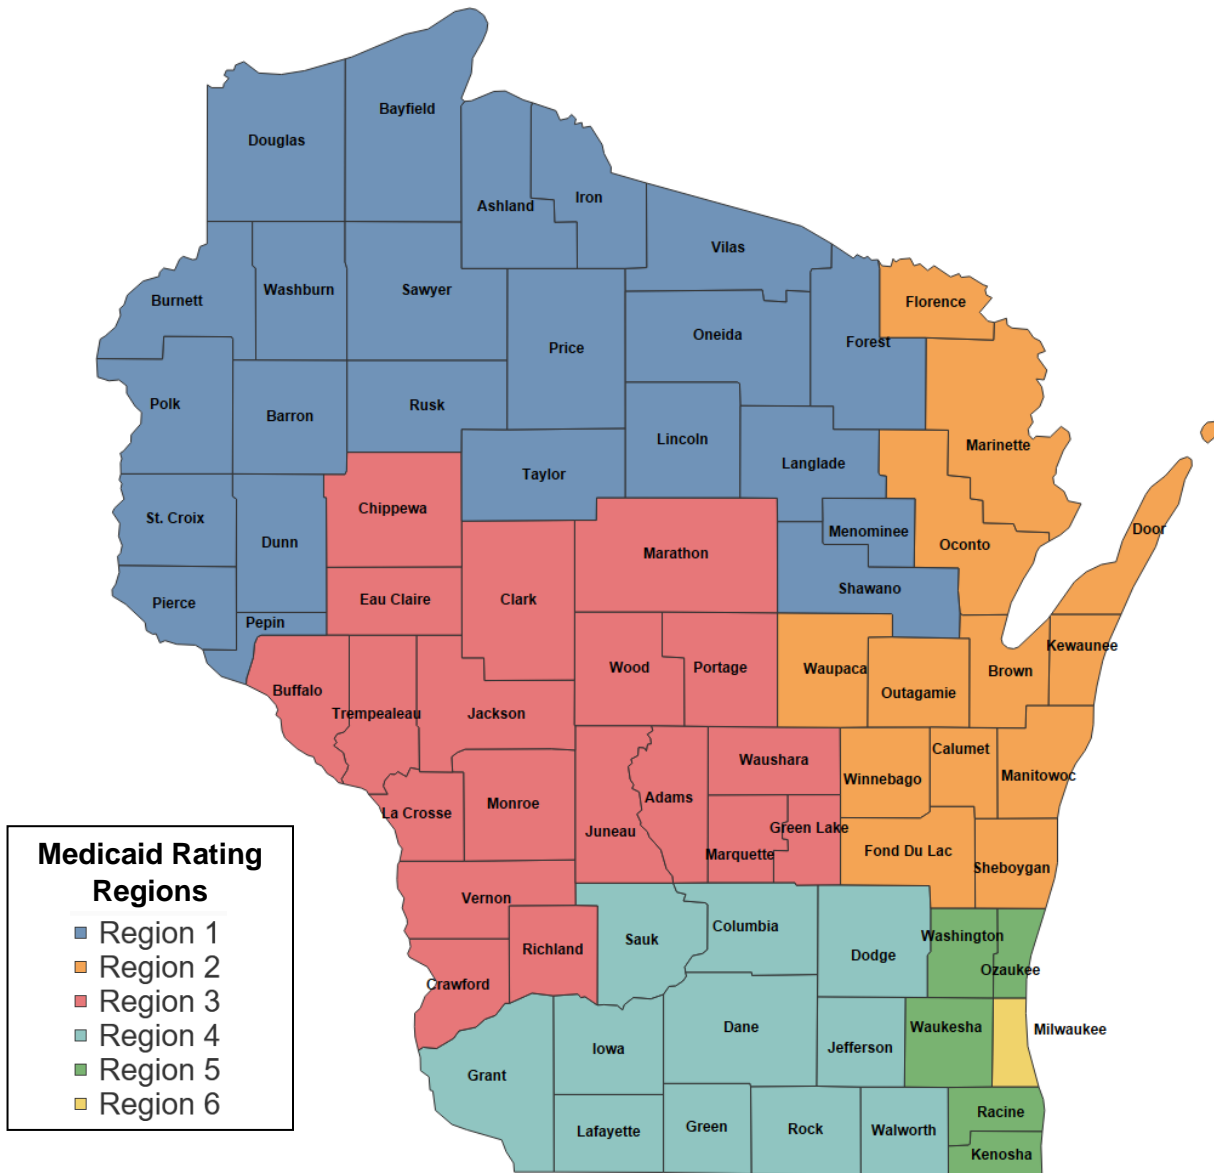 Bayfield
Douglas
Iron
Ashland
Vilas
Sawyer
Washburn
Burnett
Florence
Oneida
Forest
Price
Polk
Rusk
Barron
Lincoln
Marinette
Langlade
Taylor
Chippewa
St. Croix
Menominee
Door
Dunn
Oconto
Marathon
Shawano
Eau Claire
Clark
Pierce
Pepin
Kewaunee
Wood
Portage
Waupaca
Brown
Buffalo
Outagamie
Trempealeau
Jackson
Calumet
Waushara
Winnebago
Manitowoc
Adams
Monroe
La Crosse
Green Lake
Juneau
Marquette
Fond Du Lac
Sheboygan
Medicaid Rating
Regions
Region 1
Region 2
Region 3
Region 4
Region 5
Region 6
Vernon
Columbia
Washington
Sauk
Richland
Dodge
Ozaukee
Crawford
Dane
Waukesha
Milwaukee
Iowa
Jefferson
Grant
Racine
Lafayette
Green
Rock
Walworth
Kenosha